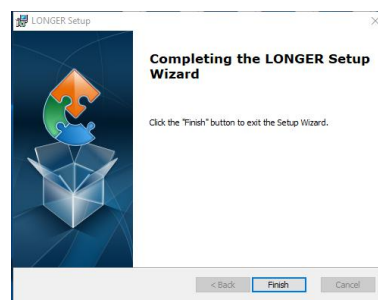 LONGER Setup
Completing the LONGER Setup
Wizard
Click the "Finish" button to exit the Setup Wizard.
< Back Finish Cancel